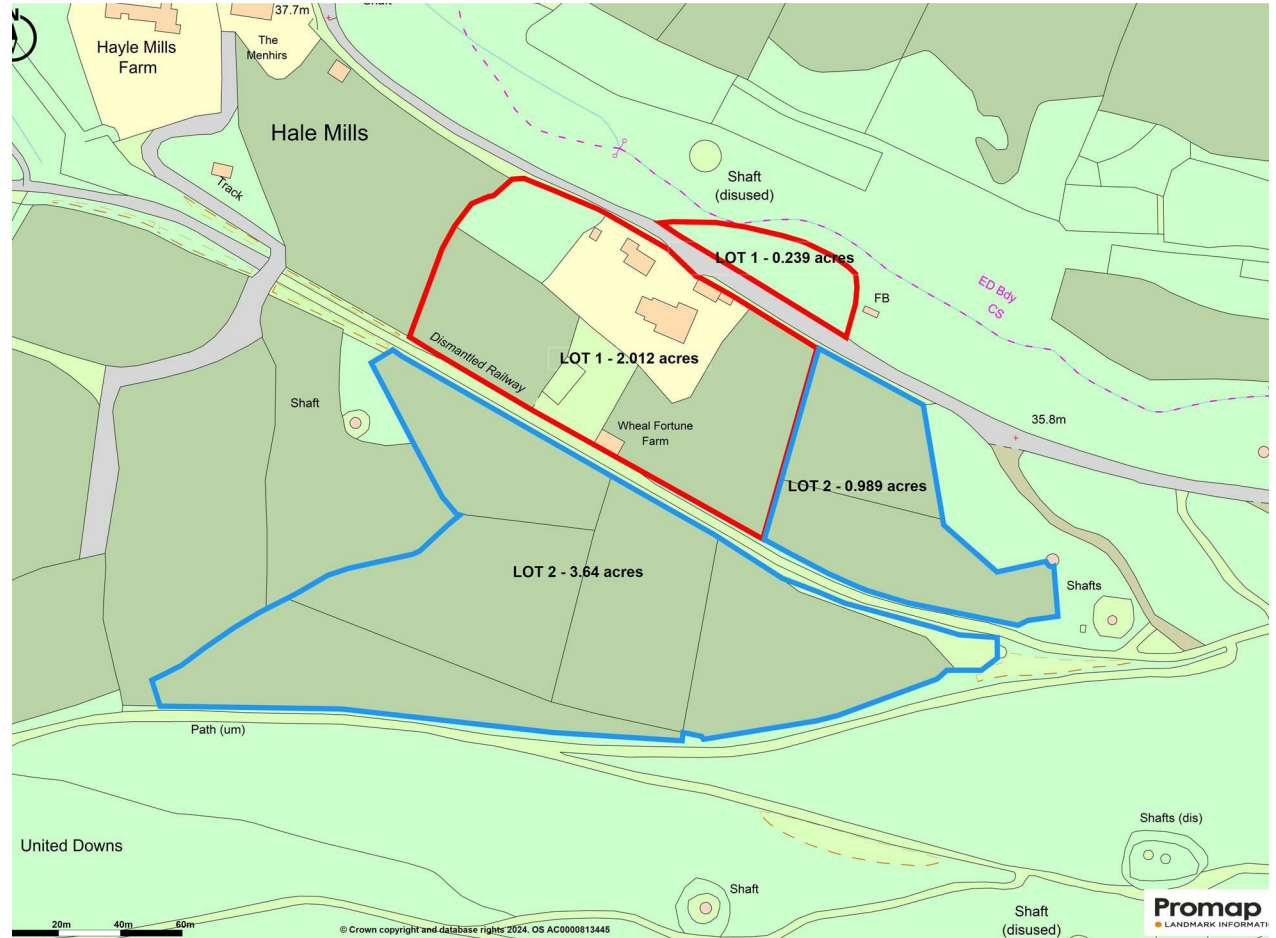 N
37.7m
Shaft
Hayle Mills
Farm
The
Menhirs
Hale Mills
Track
Shaft
(disused)
LOT 1 - 0.239 acres
ED Bdy
CS
FB
Dismantled Railway
LOT 1 - 2.012 acres
Shaft
Wheal Fortune
Farm
35.8m
LOT 2 - 0.989 acres
LOT 2 - 3.64 acres
Shafts
Path (um)
United Downs
Shafts (dis)
Shaft
Shaft
(disused)
20m 40m 60m
© Crown copyright and database rights 2024. OS AC0000813445
Promap
LANDMARK INFORMATI